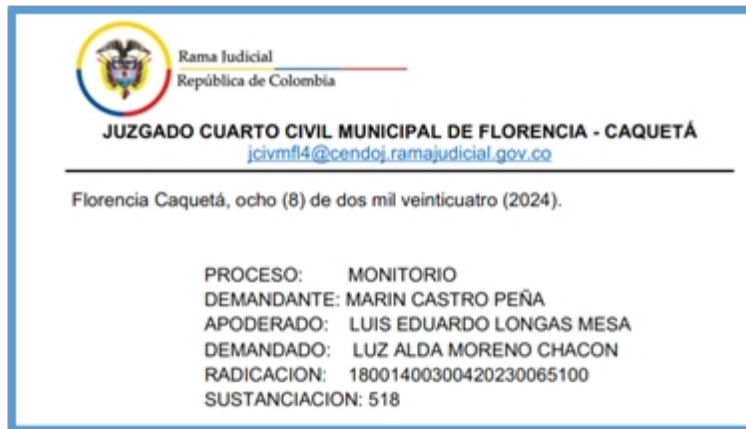 Rama Judicial
República de Colombia
JUZGADO CUARTO CIVIL MUNICIPAL DE FLORENCIA - CAQUETÁ
jcivmfl4@cendoj.ramajudicial.gov.co
Florencia Caquetá, ocho (8) de dos mil veinticuatro (2024).
PROCESO: MONITORIO
DEMANDANTE: MARIN CASTRO PEÑA
APODERADO: LUIS EDUARDO LONGAS MESA
DEMANDADO: LUZ ALDA MORENO CHACON
RADICACION: 18001400300420230065100
SUSTANCIACION: 518